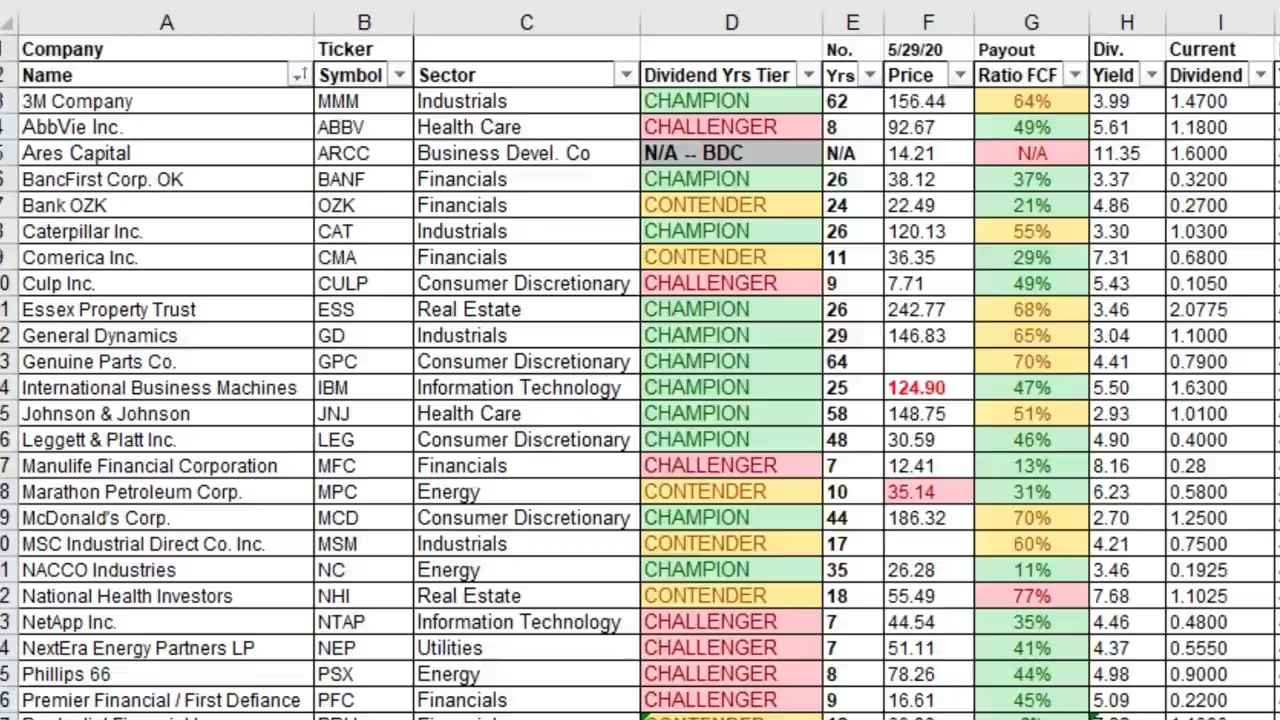 A B C D E F G H I
Company Ticker No. 5/29/20 Payout Div. Current
Name Symbol Sector Dividend Yrs Tier Yrs Price Ratio FCF Yield Dividend
3M Company MMM Industrials CHAMPION 62 156.44 64% 3.99 1.4700
AbbVie Inc. ABBV Health Care CHALLENGER 8 92.67 49% 5.61 1.1800
Ares Capital ARCC Business Devel. Co N/A -- BDC N/A 14.21 N/A 11.35 1.6000
BancFirst Corp. OK BANF Financials CHAMPION 26 38.12 37% 3.37 0.3200
Bank OZK OZK Financials CONTENDER 24 22.49 21% 4.86 0.2700
Caterpillar Inc. CAT Industrials CHAMPION 26 120.13 55% 3.30 1.0300
Comerica Inc. CMA Financials CONTENDER 11 36.35 29% 7.31 0.6800
Culp Inc. CULP Consumer Discretionary CHALLENGER 9 7.71 49% 5.43 0.1050
Essex Property Trust ESS Real Estate CHAMPION 26 242.77 68% 3.46 2.0775
General Dynamics GD Industrials CHAMPION 29 146.83 65% 3.04 1.1000
Genuine Parts Co. GPC Consumer Discretionary CHAMPION 64 70% 4.41 0.7900
International Business Machines IBM Information Technology CHAMPION 25 124.90 47% 5.50 1.6300
Johnson & Johnson JNJ Health Care CHAMPION 58 148.75 51% 2.93 1.0100
Leggett & Platt Inc. LEG Consumer Discretionary CHAMPION 48 30.59 46% 4.90 0.4000
Manulife Financial Corporation MFC Financials CHALLENGER 7 12.41 13% 8.16 0.28
Marathon Petroleum Corp. MPC Energy CONTENDER 10 35.14 31% 6.23 0.5800
McDonald's Corp. MCD Consumer Discretionary CHAMPION 44 186.32 70% 2.70 1.2500
MSC Industrial Direct Co. Inc. MSM Industrials CONTENDER 17 60% 4.21 0.7500
NACCO Industries NC Energy CHAMPION 35 26.28 11% 3.46 0.1925
National Health Investors NHI Real Estate CONTENDER 18 55.49 77% 7.68 1.1025
NetApp Inc. NTAP Information Technology CHALLENGER 7 44.54 35% 4.46 0.4800
NextEra Energy Partners LP NEP Utilities CHALLENGER 7 51.11 41% 4.37 0.5550
Phillips 66 PSX Energy CHALLENGER 8 78.26 44% 4.98 0.9000
Premier Financial / First Defiance PFC Financials CHALLENGER 9 16.61 45% 5.09 0.2200